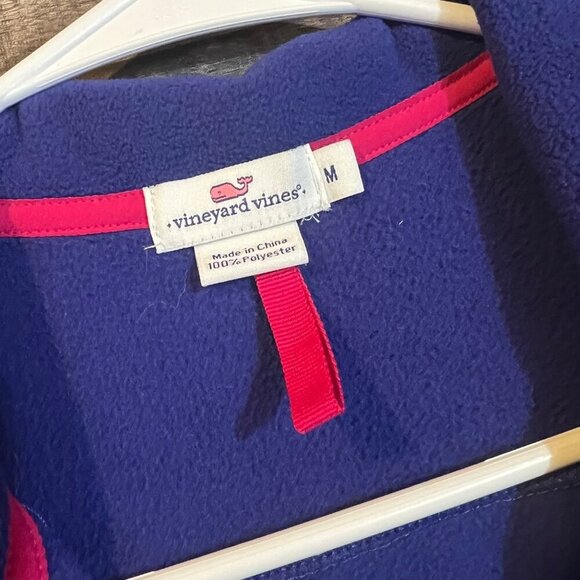 vineyard vines®
M
Made in China
100% Polyester